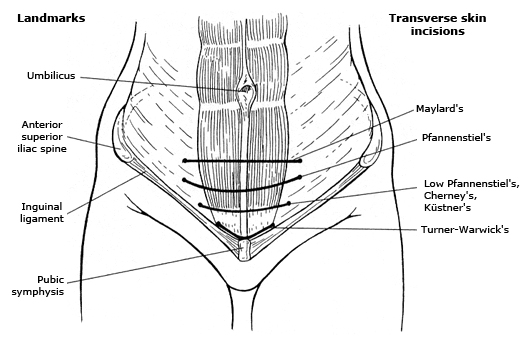 Landmarks
Transverse skin
incisions
Umbilicus
Anterior
superior
iliac spine
Inguinal
ligament
Pubic
symphysis
Maylard's
Pfannenstiel's
Low Pfannenstiel's,
Cherney's,
Küstner's
Turner-Warwick's